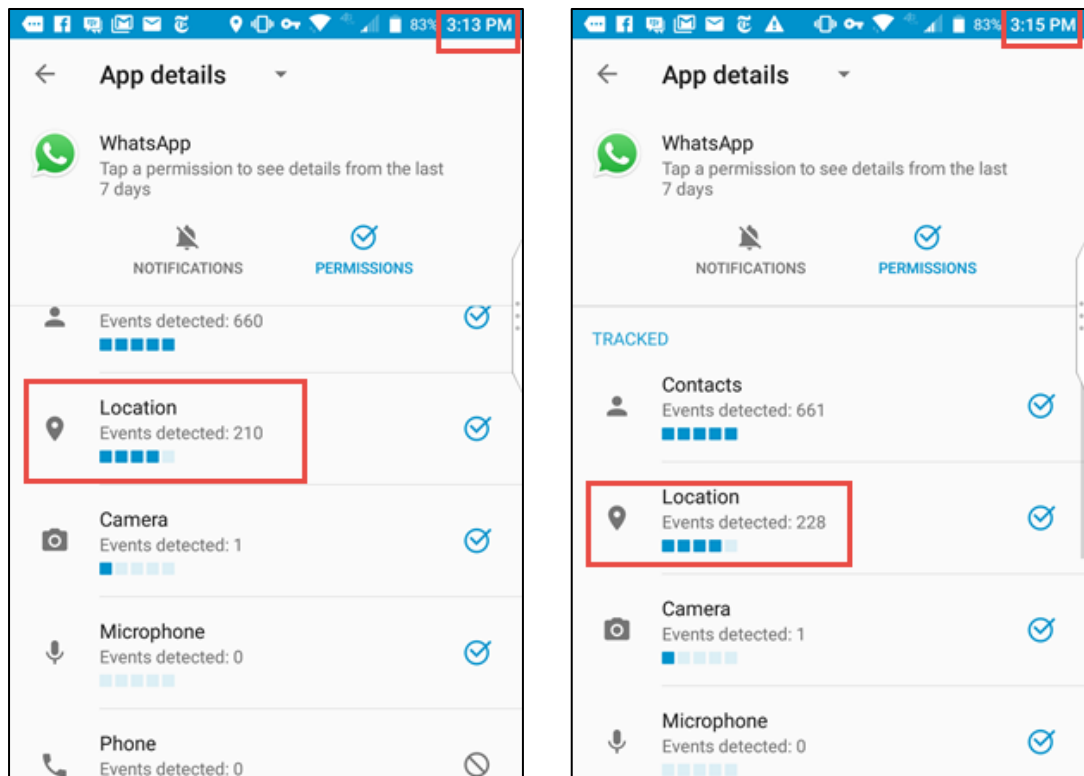 83% 3:13 PM
App details
WhatsApp
Tap a permission to see details from the last
7 days
NOTIFICATIONS
PERMISSIONS
Events detected: 660
Location
Events detected: 210
Camera
Events detected: 1
Microphone
Events detected: 0
Phone
Events detected: 0
83% 3:15 PM
App details
WhatsApp
Tap a permission to see details from the last
7 days
NOTIFICATIONS
PERMISSIONS
TRACKED
Contacts
Events detected: 661
Location
Events detected: 228
Camera
Events detected: 1
Microphone
Events detected: 0